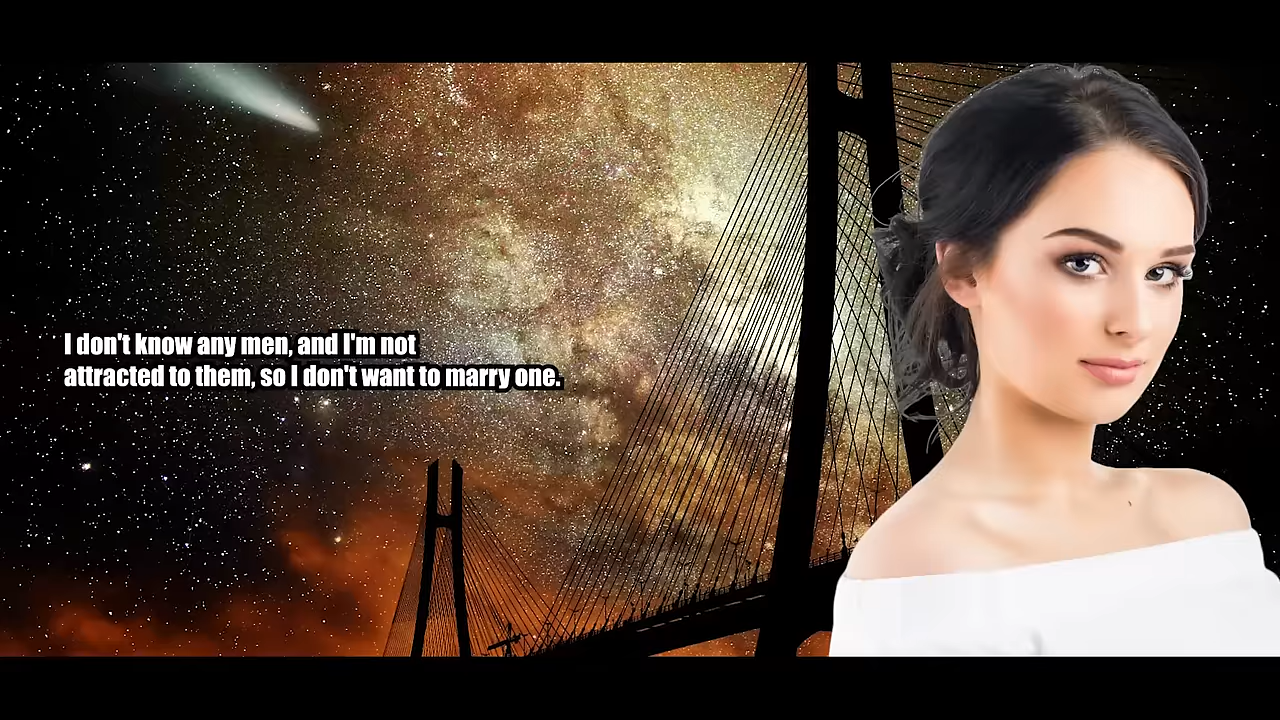 I don't know any men, and I'm not
attracted to them, so I don't want to marry one.